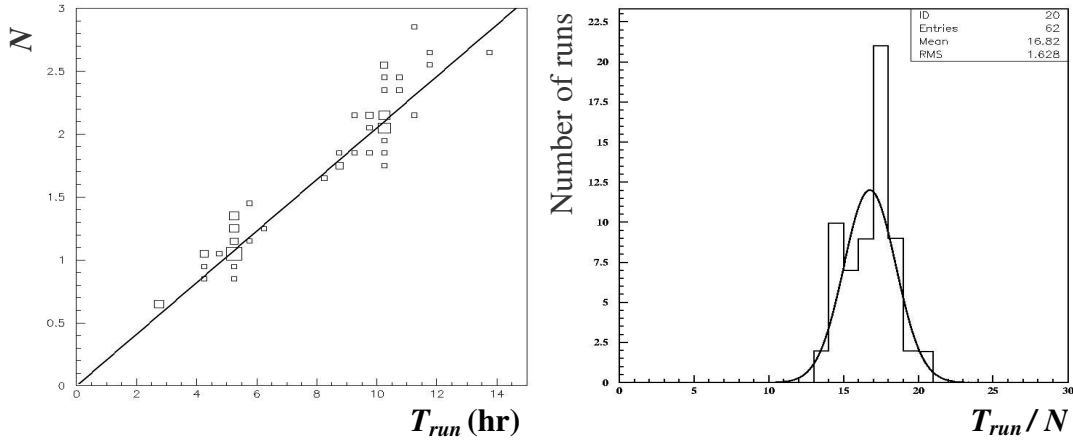 N
3
2.5
2
1.5
1
0.5
0
0 2 4 6 8 10 12 14
T_run (hr)
Number of runs
22.5
20
17.5
15
12.5
10
7.5
5
2.5
0
0 5 10 15 20 25 30
T_run / N
ID 20
Entries 62
Mean 16.82
RMS 1.628